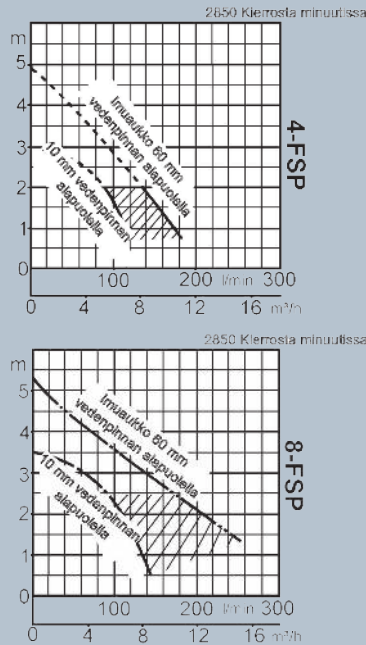 2850 Kierrosta minuutissa
m
5
4
3
2
1
0
Imuaukko 60 mm
vedenpinnan alapuolella
10 mm vedenpinnan
alapuolella
4-FSP
100 200 l/min 300
0 4 8 12 16 m³/h
2850 Kierrosta minuutissa
m
5
4
3
2
1
0
Imuaukko 60 mm
vedenpinnan alapuolella
10 mm vedenpinnan
alapuolella
8-FSP
100 200 l/min 300
0 4 8 12 16 m³/h